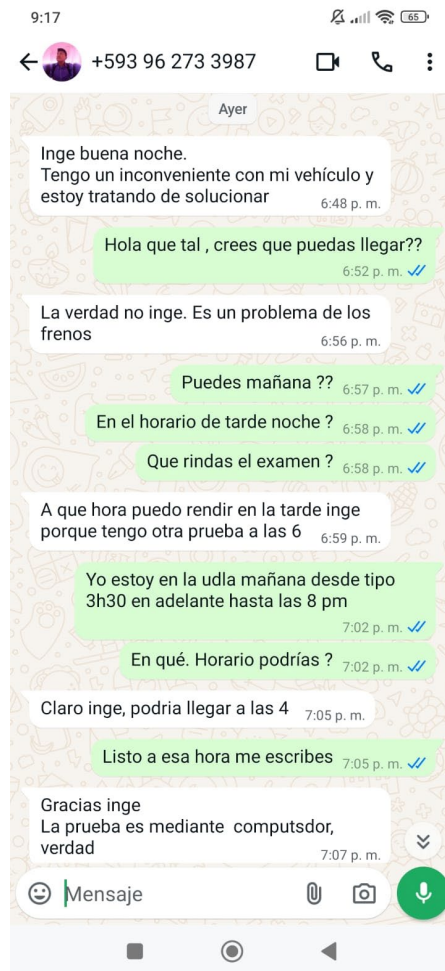 9:17
65
+593 96 273 3987
Ayer
Inge buena noche.
Tengo un inconveniente con mi vehículo y
estoy tratando de solucionar
6:48 p. m.
Hola que tal , crees que puedas llegar??
6:52 p. m.
La verdad no inge. Es un problema de los
frenos
6:56 p. m.
Puedes mañana ?? 6:57 p. m.
En el horario de tarde noche ? 6:58 p. m.
Que rindas el examen ? 6:58 p. m.
A que hora puedo rendir en la tarde inge
porque tengo otra prueba a las 6 6:59 p. m.
Yo estoy en la udla mañana desde tipo
3h30 en adelante hasta las 8 pm
7:02 p. m.
En qué. Horario podrías ? 7:02 p. m.
Claro inge, podria llegar a las 4 7:05 p. m.
Listo a esa hora me escribes 7:05 p. m.
Gracias inge
La prueba es mediante computsdor,
verdad
7:07 p. m.
Mensaje